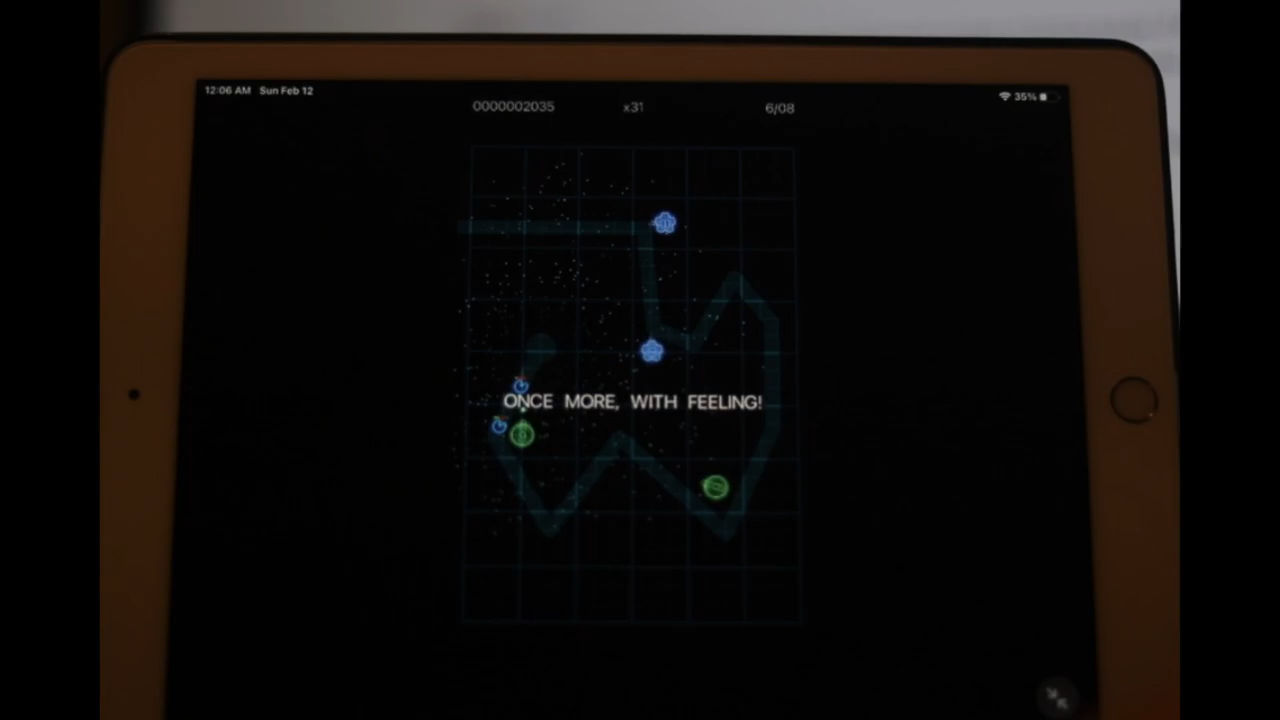 12:06 AM Sun Feb 12
35%
0000002035 x31 6/08
ONCE MORE, WITH FEELING!